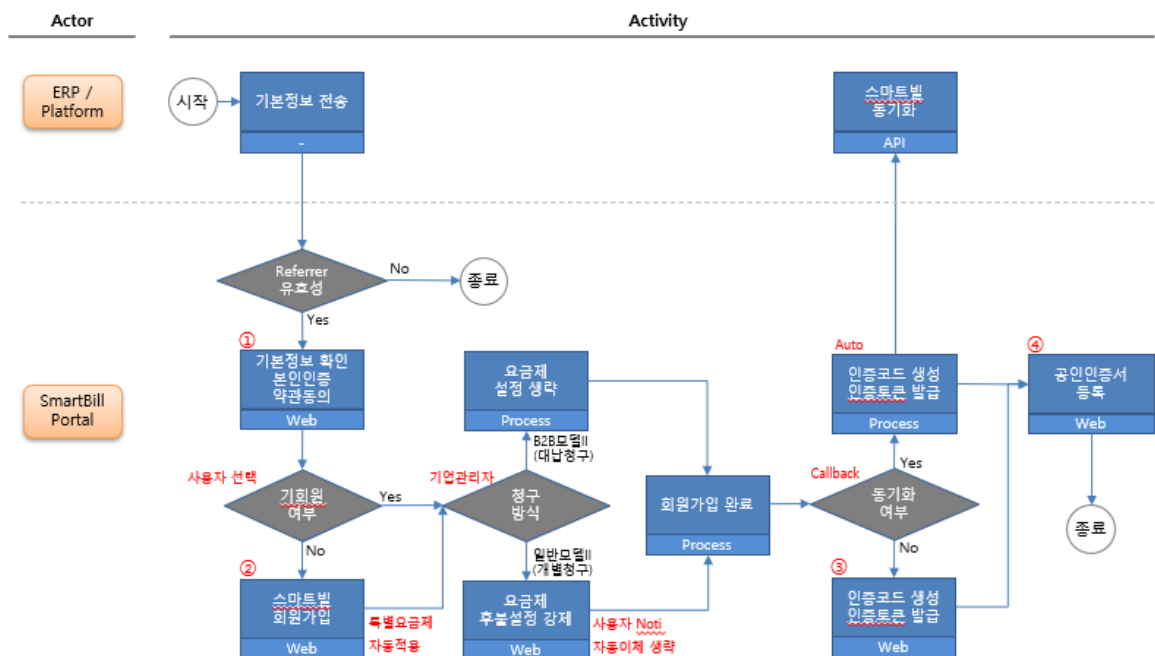 Actor
Activity
ERP /
Platform
시작
기본정보 전송
-
스마트빌
동기화
API
Referrer
유효성
No
종료
Yes
①
기본정보 확인
본인인증
약관동의
Web
SmartBill
Portal
요금제
설정 생략
Process
Auto
인증코드 생성
인증토큰 발급
Process
④
공인인증서
등록
Web
사용자 선택
기회원
여부
Yes
No
기업관리자
B2B모델II
(대납청구)
청구
방식
일반모델II
(개별청구)
회원가입 완료
Process
Callback
동기화
여부
Yes
No
종료
②
스마트빌
회원가입
Web
특별요금제
자동적용
요금제
후불설정 강제
Web
사용자 Noti
자동이체 생략
③
인증코드 생성
인증토큰 발급
Web